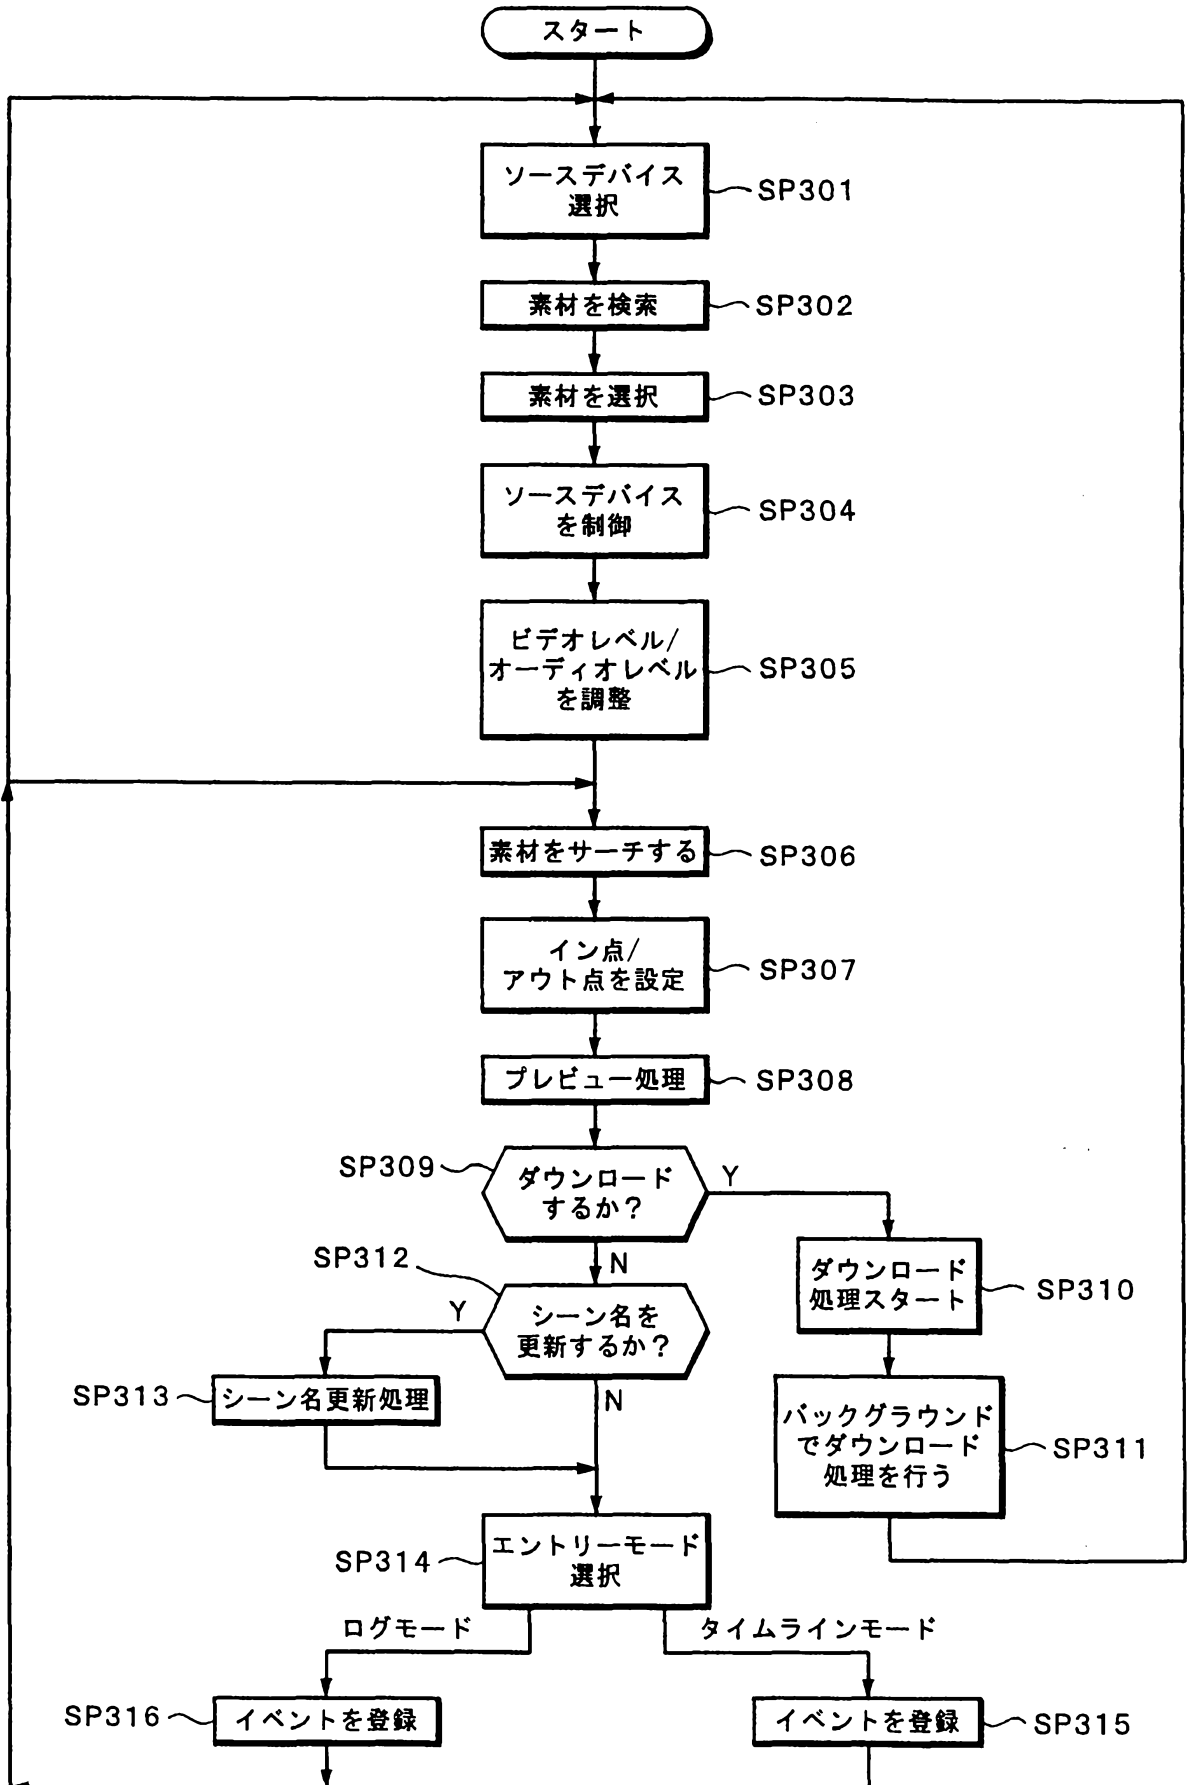 スタート
ソースデバイス
選択
SP301
素材を検索
SP302
素材を選択
SP303
ソースデバイス
を制御
SP304
ビデオレベル/
オーディオレベル
を調整
SP305
素材をサーチする
SP306
イン点/
アウト点を設定
SP307
プレビュー処理
SP308
SP309
ダウンロード
するか?
Y
N
ダウンロード
処理スタート
SP310
SP312
シーン名を
更新するか?
Y
N
SP313
シーン名更新処理
バックグラウンド
でダウンロード
処理を行う
SP311
SP314
エントリーモード
選択
ログモード
タイムラインモード
SP316
イベントを登録
イベントを登録
SP315